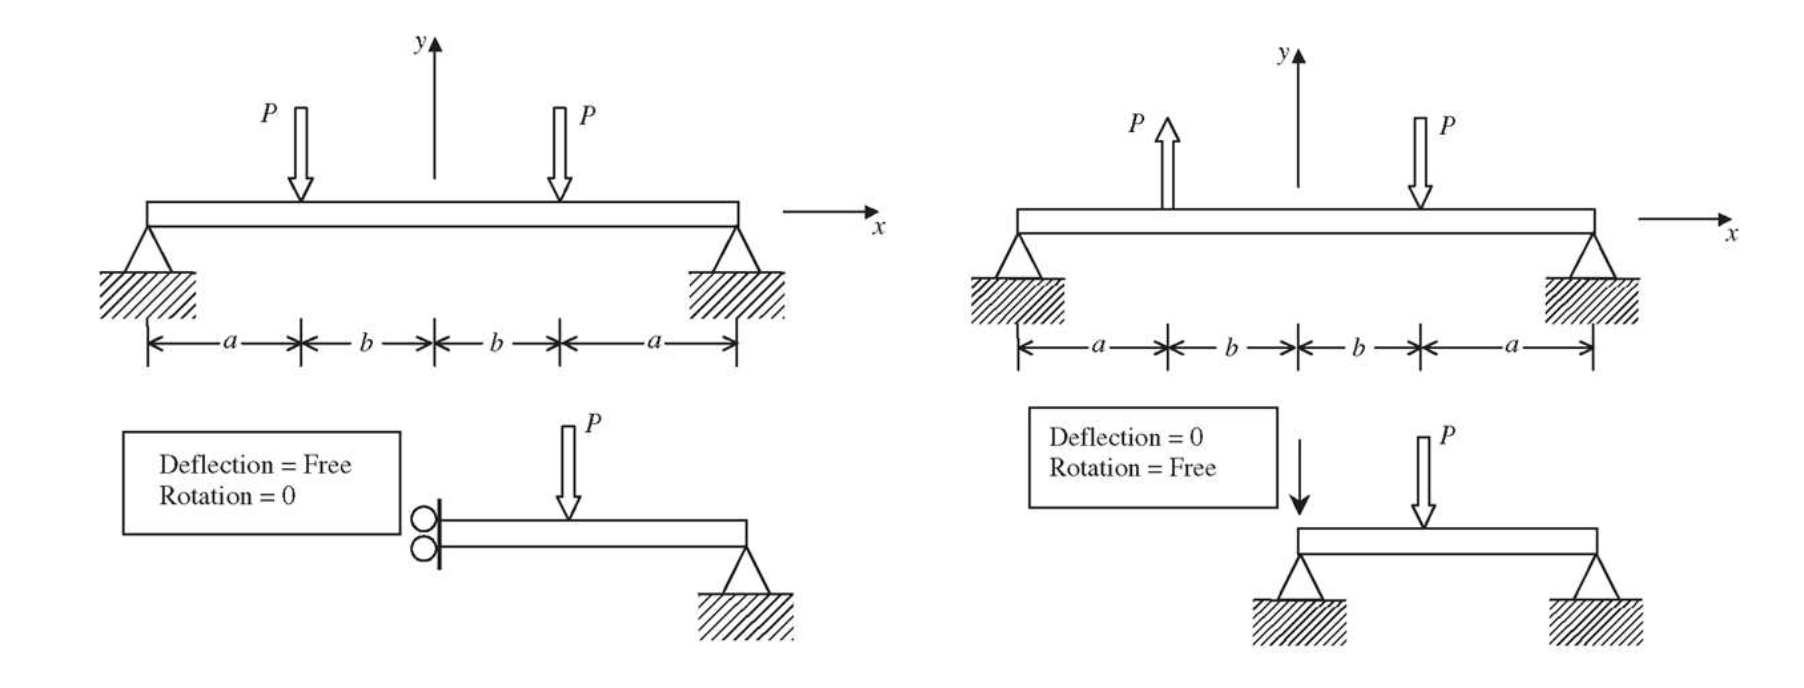 y
P
P
x
a
b
b
a
Deflection = Free
Rotation = 0
P
y
P
P
x
a
b
b
a
Deflection = 0
Rotation = Free
P